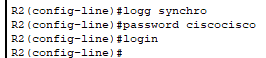 R2(config-line)#logg synchro
R2(config-line)#password ciscocisco
R2(config-line)#login
R2(config-line)#